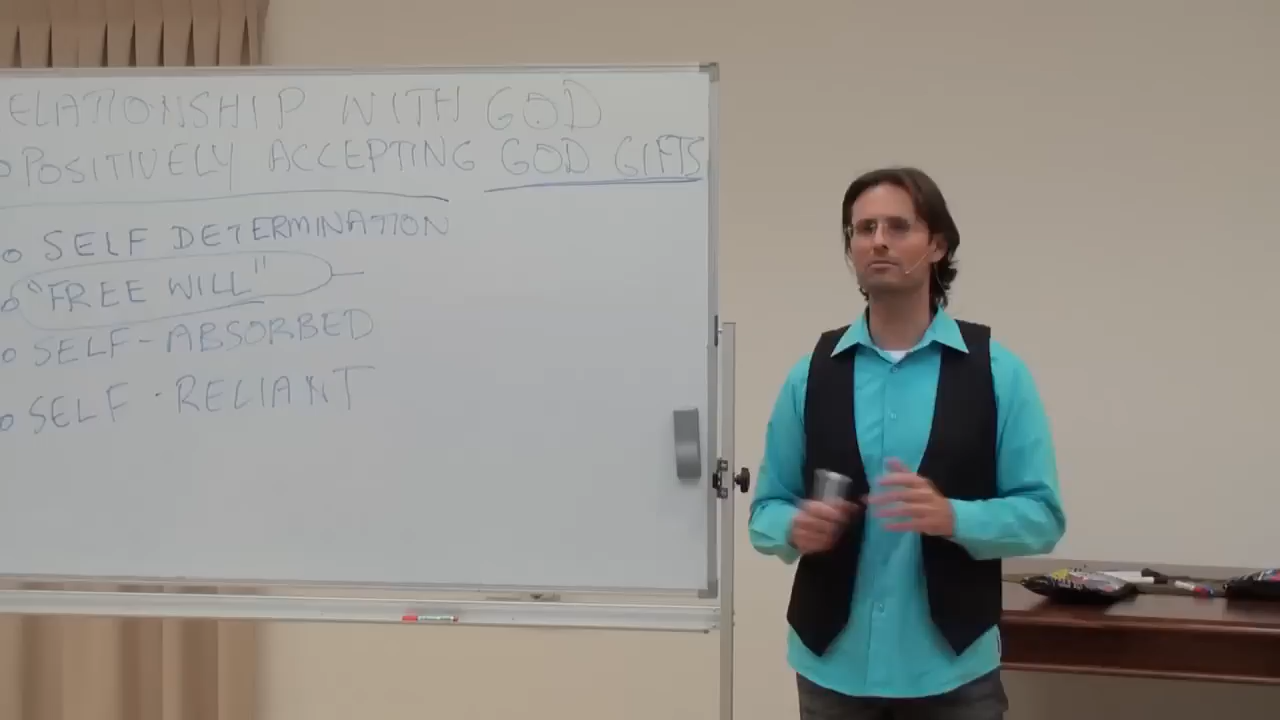 ELATIONSHIP WITH GOD
o POSITIVELY ACCEPTING GOD GIFTS
o SELF DETERMINATION
o "FREE WILL"
o SELF-ABSORBED
o SELF-RELIANT